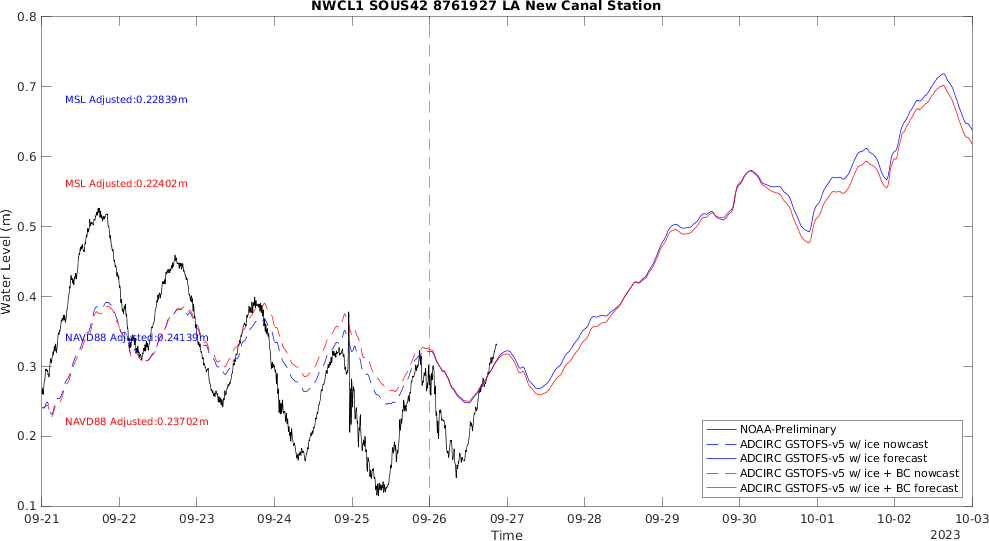 NWCL1 SOUS42 8761927 LA New Canal Station
0.8
0.7
0.6
0.5
0.4
0.3
0.2
0.1
Water Level (m)
MSL Adjusted:0.22839m
MSL Adjusted:0.22402m
NAVD88 Adjusted:0.24139m
NAVD88 Adjusted:0.23702m
NOAA-Preliminary
ADCIRC GSTOFS-v5 w/ ice nowcast
ADCIRC GSTOFS-v5 w/ ice forecast
ADCIRC GSTOFS-v5 w/ ice + BC nowcast
ADCIRC GSTOFS-v5 w/ ice + BC forecast
09-21 09-22 09-23 09-24 09-25 09-26 09-27 09-28 09-29 09-30 10-01 10-02 10-03
Time
2023